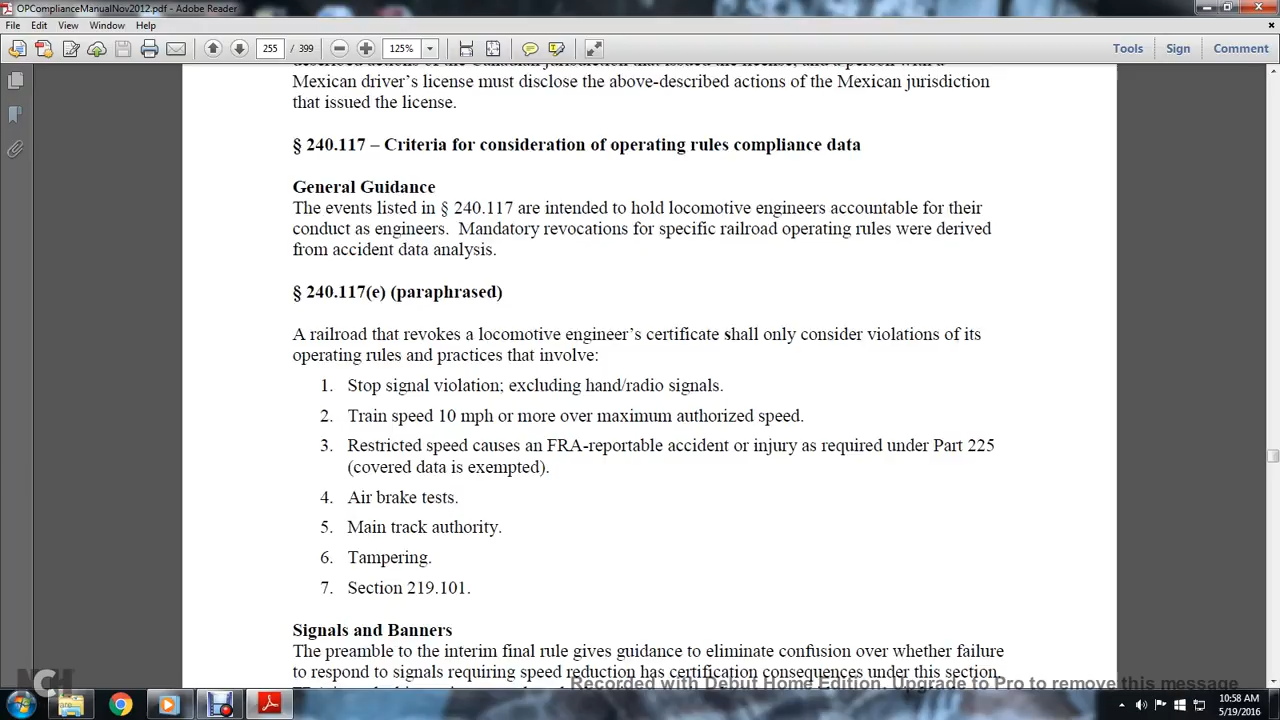 OPComplianceManualNov2012.pdf - Adobe Reader
File Edit View Window Help
255 / 399 125% Tools Sign Comment
Mexican driver's license must disclose the above-described actions of the Mexican jurisdiction
that issued the license.
§ 240.117 – Criteria for consideration of operating rules compliance data
General Guidance
The events listed in § 240.117 are intended to hold locomotive engineers accountable for their
conduct as engineers. Mandatory revocations for specific railroad operating rules were derived
from accident data analysis.
§ 240.117(e) (paraphrased)
A railroad that revokes a locomotive engineer's certificate shall only consider violations of its
operating rules and practices that involve:
1. Stop signal violation; excluding hand/radio signals.
2. Train speed 10 mph or more over maximum authorized speed.
3. Restricted speed causes an FRA-reportable accident or injury as required under Part 225
(covered data is exempted).
4. Air brake tests.
5. Main track authority.
6. Tampering.
7. Section 219.101.
Signals and Banners
The preamble to the interim final rule gives guidance to eliminate confusion over whether failure
to respond to signals requiring speed reduction has certification consequences under this section.
Recorded with Debut Home Edition. Upgrade to Pro to remove this message
NCH
10:58 AM
5/19/2016